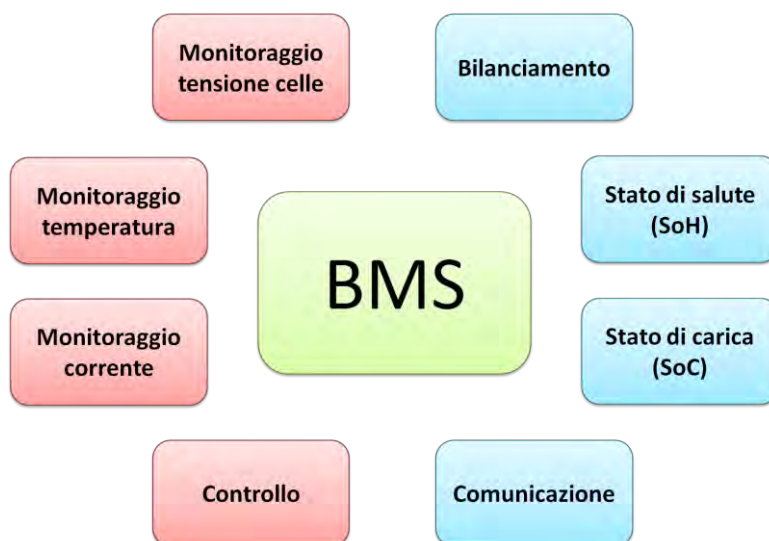 Monitoraggio
tensione celle
Bilanciamento
Monitoraggio
temperatura
Stato di salute
(SoH)
BMS
Monitoraggio
corrente
Stato di carica
(SoC)
Controllo
Comunicazione